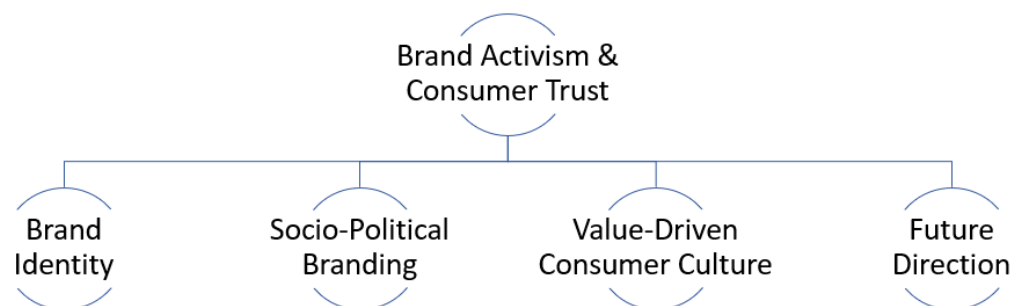 Brand Activism &
Consumer Trust
Brand
Identity
Socio-Political
Branding
Value-Driven
Consumer Culture
Future
Direction